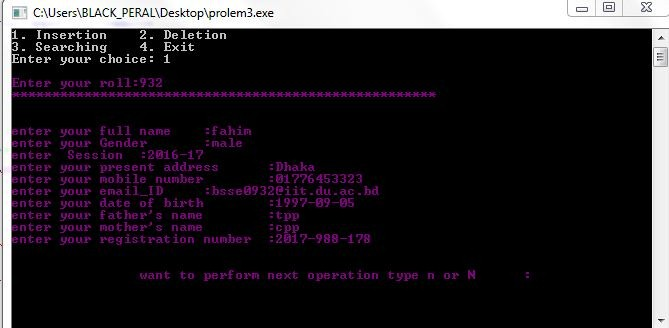 C:\Users\BLACK_PERAL\Desktop\prolem3.exe
1. Insertion    2. Deletion
3. Searching    4. Exit
Enter your choice: 1
Enter your roll:932
*****************************************************
enter your full name    :fahim
enter your Gender       :male
enter  Session  :2016-17
enter your present address      :Dhaka
enter your mobile number        :01776453323
enter your email_ID     :bsse0932@iit.du.ac.bd
enter your date of birth        :1997-09-05
enter your father's name        :tpp
enter your mother's name        :cpp
enter your registration number  :2017-988-178
want to perform next operation type n or N      :